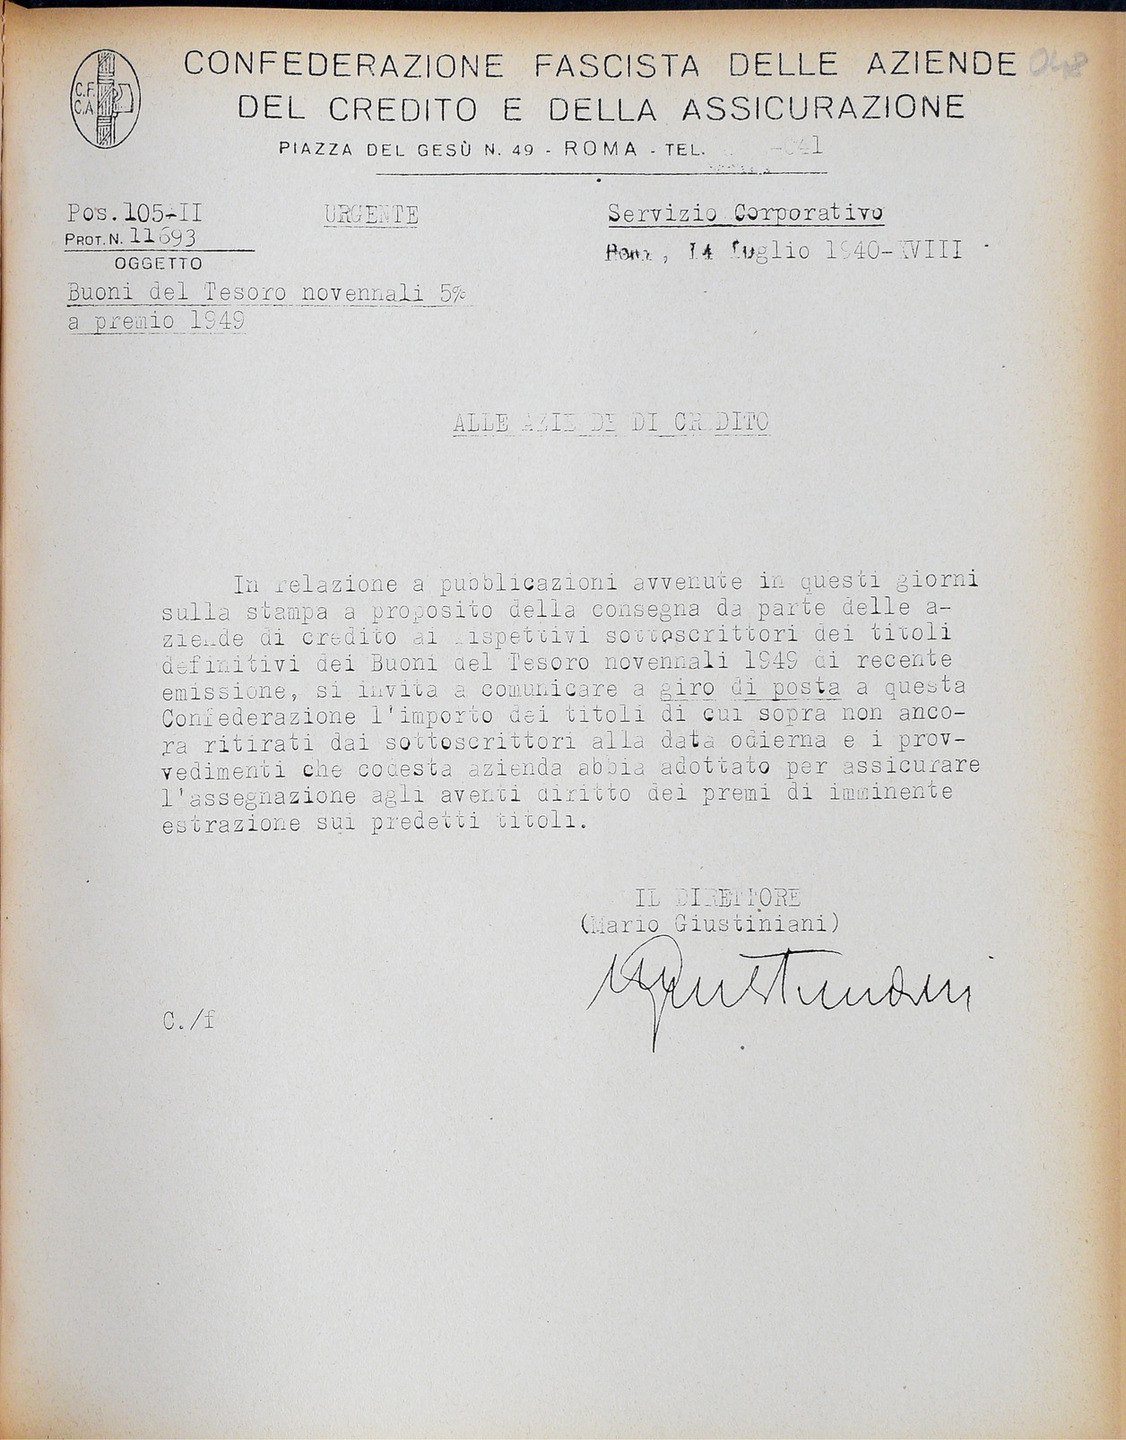 CONFEDERAZIONE FASCISTA DELLE AZIENDE
DEL CREDITO E DELLA ASSICURAZIONE
C.F.
C.A.
PIAZZA DEL GESÙ N. 49 - ROMA - TEL.
Pos. 105-II
URGENTE
Servizio Corporativo
PROT. N. 11693
Roma, 14 luglio 1940-XVIII
OGGETTO
Buoni del Tesoro novennali 5%
a premio 1949
ALLE AZIENDE DI CREDITO
In relazione a pubblicazioni avvenute in questi giorni
sulla stampa a proposito della consegna da parte delle a-
ziende di credito ai rispettivi sottoscrittori dei titoli
definitivi dei Buoni del Tesoro novennali 1949 di recente
emissione, si invita a comunicare a giro di posta a questa
Confederazione l'importo dei titoli di cui sopra non anco-
ra ritirati dai sottoscrittori alla data odierna e i prov-
vedimenti che codesta azienda abbia adottato per assicurare
l'assegnazione agli aventi diritto dei premi di imminente
estrazione sui predetti titoli.
IL DIRETTORE
(Mario Giustiniani)
MGiustiniani
C./f